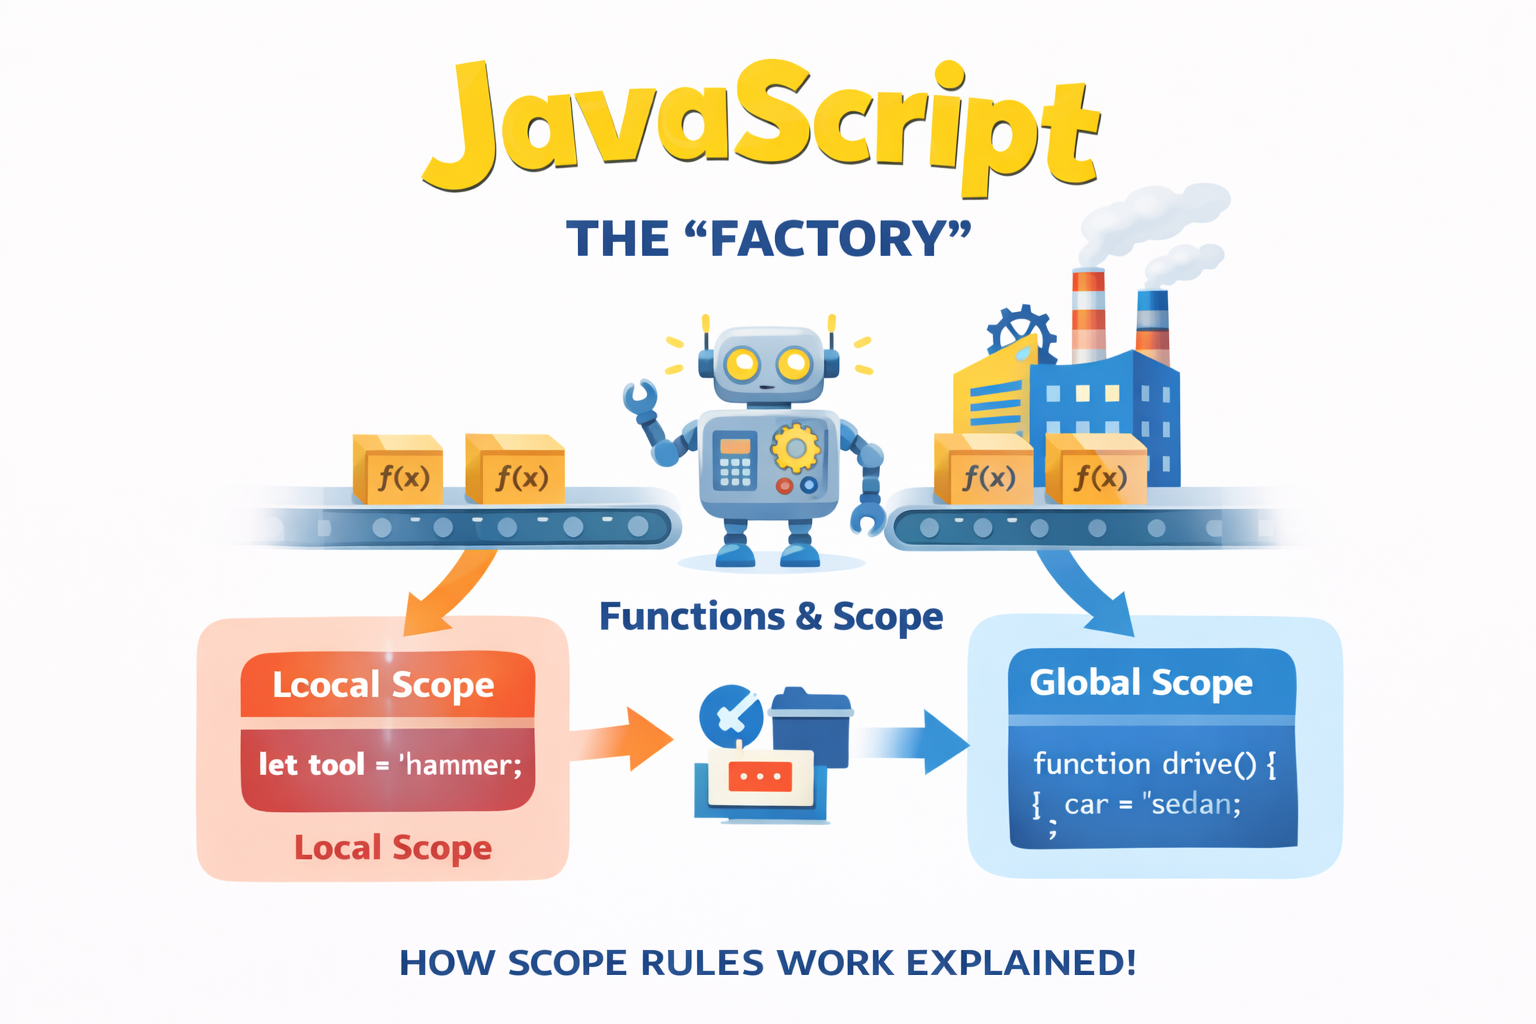 JavaScript
THE “FACTORY”
f(x)
f(x)
f(x)
f(x)
Functions & Scope
Lcocal Scope
let tool = 'hammer;
Local Scope
Global Scope
function drive() {
{ car = "sedan;
;
HOW SCOPE RULES WORK EXPLAINED!